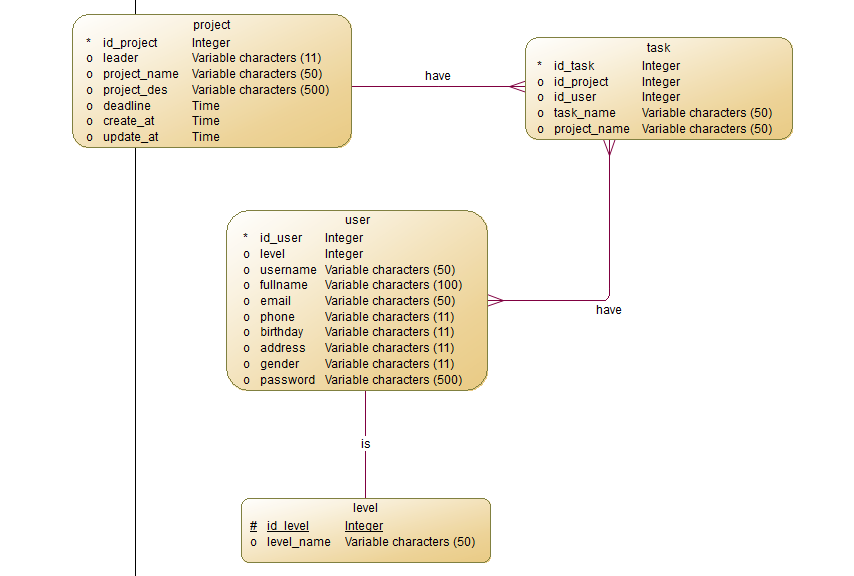 project
* id_project Integer
o leader Variable characters (11)
o project_name Variable characters (50)
o project_des Variable characters (500)
o deadline Time
o create_at Time
o update_at Time
have
task
* id_task Integer
o id_project Integer
o id_user Integer
o task_name Variable characters (50)
o project_name Variable characters (50)
user
* id_user Integer
o level Integer
o username Variable characters (50)
o fullname Variable characters (100)
o email Variable characters (50)
o phone Variable characters (11)
o birthday Variable characters (11)
o address Variable characters (11)
o gender Variable characters (11)
o password Variable characters (500)
have
is
level
# id_level Integer
o level_name Variable characters (50)